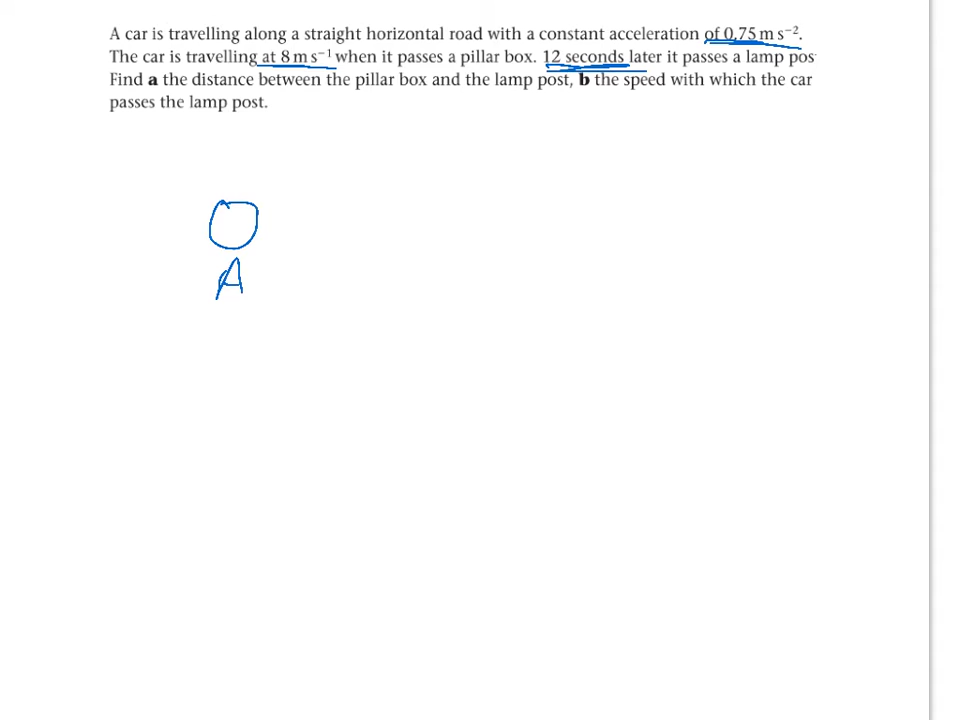 A car is travelling along a straight horizontal road with a constant acceleration of 0.75 m s⁻².
The car is travelling at 8 m s⁻¹ when it passes a pillar box. 12 seconds later it passes a lamp pos
Find a the distance between the pillar box and the lamp post, b the speed with which the car
passes the lamp post.
A